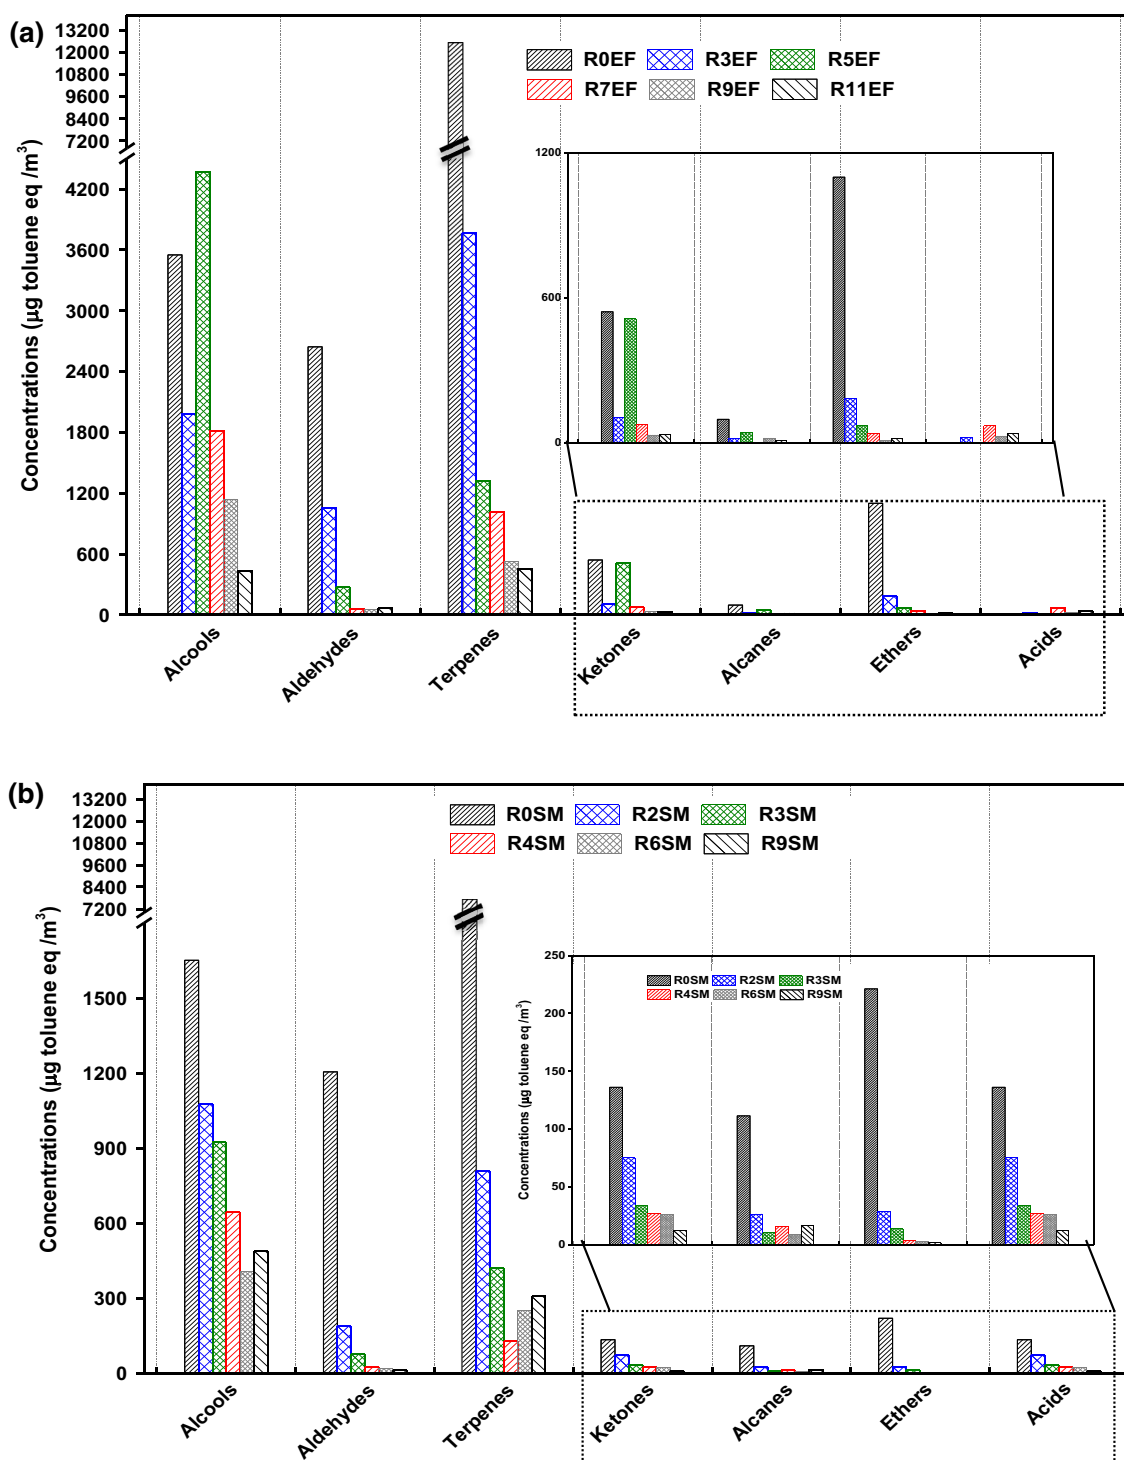 (a)
13200
12000
10800
9600
8400
7200
4200
3600
3000
2400
1800
1200
600
0
Concentrations (µg toluene eq /m³)
R0EF R3EF R5EF
R7EF R9EF R11EF
1200
600
0
Alcools Aldehydes Terpenes Ketones Alcanes Ethers Acids
(b)
13200
12000
10800
9600
8400
7200
1500
1200
900
600
300
0
Concentrations (µg toluene eq /m³)
R0SM R2SM R3SM
R4SM R6SM R9SM
250
200
150
100
50
0
Concentrations (µg toluene eq /m³)
R0SM R2SM R3SM
R4SM R6SM R9SM
Alcools Aldehydes Terpenes Ketones Alcanes Ethers Acids